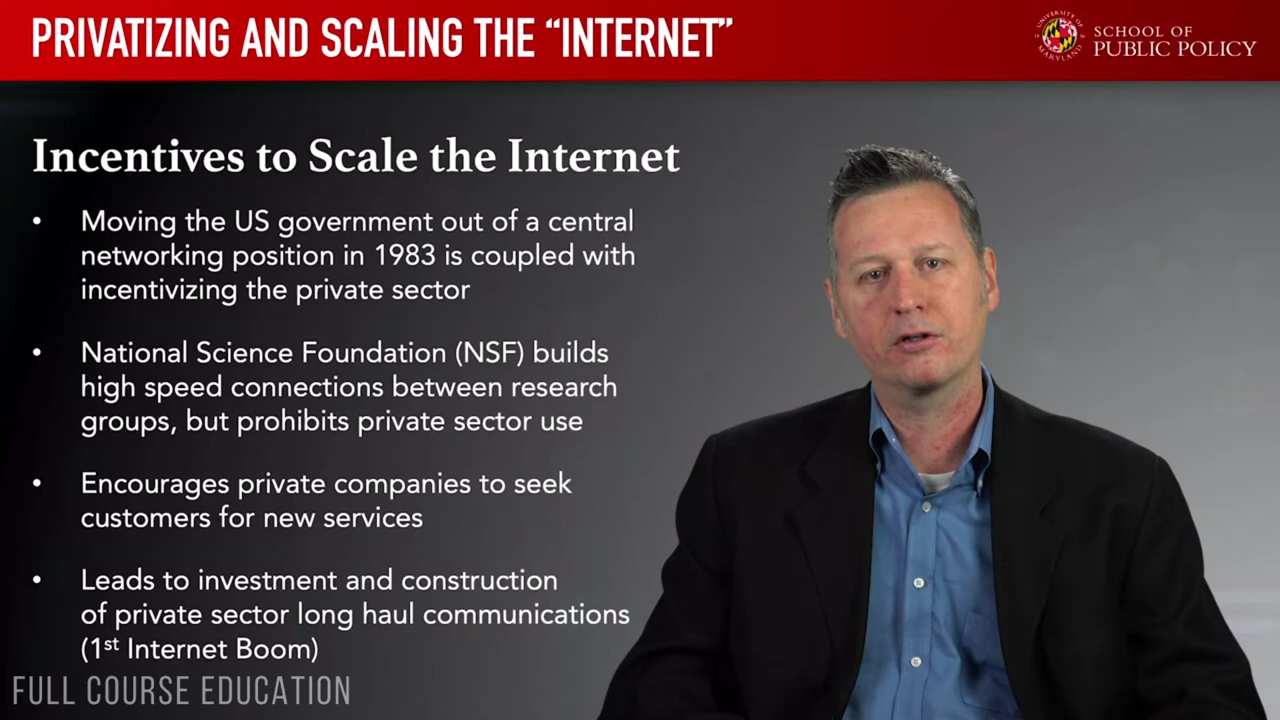 PRIVATIZING AND SCALING THE “INTERNET”
UNIVERSITY OF MARYLAND
SCHOOL OF
PUBLIC POLICY
Incentives to Scale the Internet
• Moving the US government out of a central
networking position in 1983 is coupled with
incentivizing the private sector
• National Science Foundation (NSF) builds
high speed connections between research
groups, but prohibits private sector use
• Encourages private companies to seek
customers for new services
• Leads to investment and construction
of private sector long haul communications
(1st Internet Boom)
FULL COURSE EDUCATION